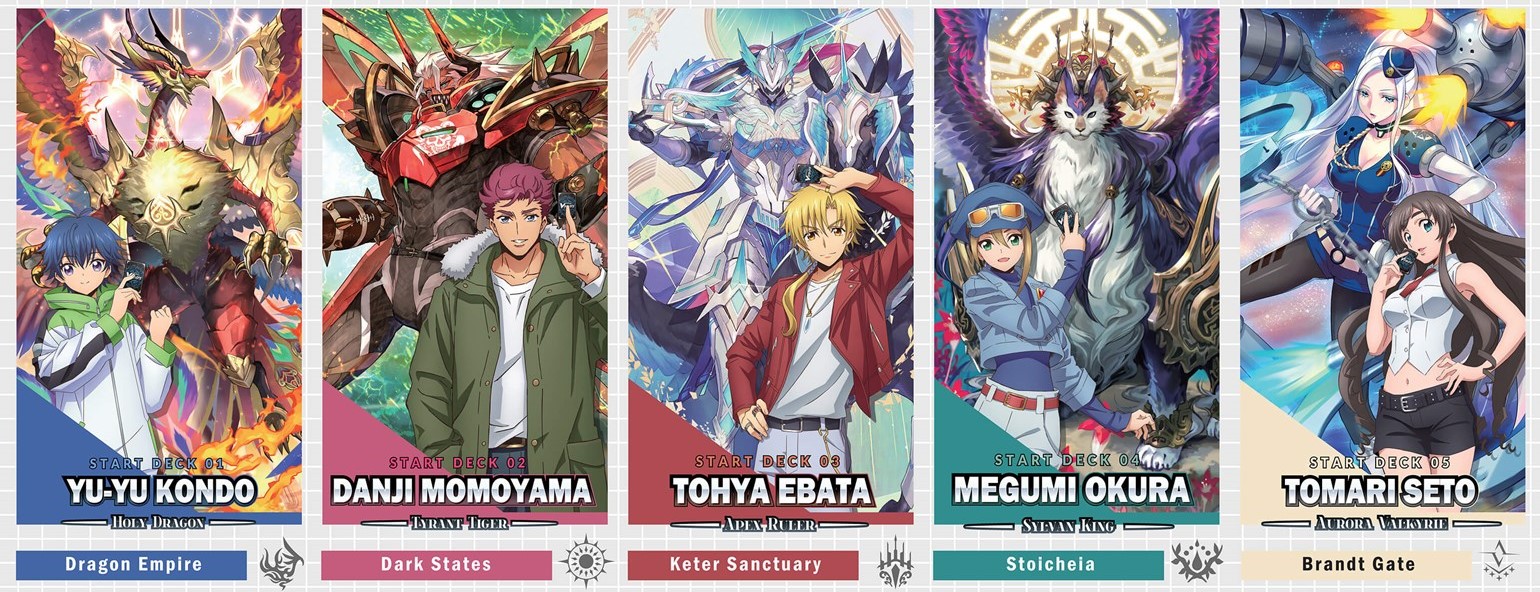 START DECK 01
YU-YU KONDO
HOLY DRAGON
Dragon Empire
START DECK 02
DANJI MOMOYAMA
TYRANT TIGER
Dark States
START DECK 03
TOHYA EBATA
APEX RULER
Keter Sanctuary
START DECK 04
MEGUMI OKURA
SYLVAN KING
Stoicheia
START DECK 05
TOMARI SETO
AURORA VALKYRIE
Brandt Gate